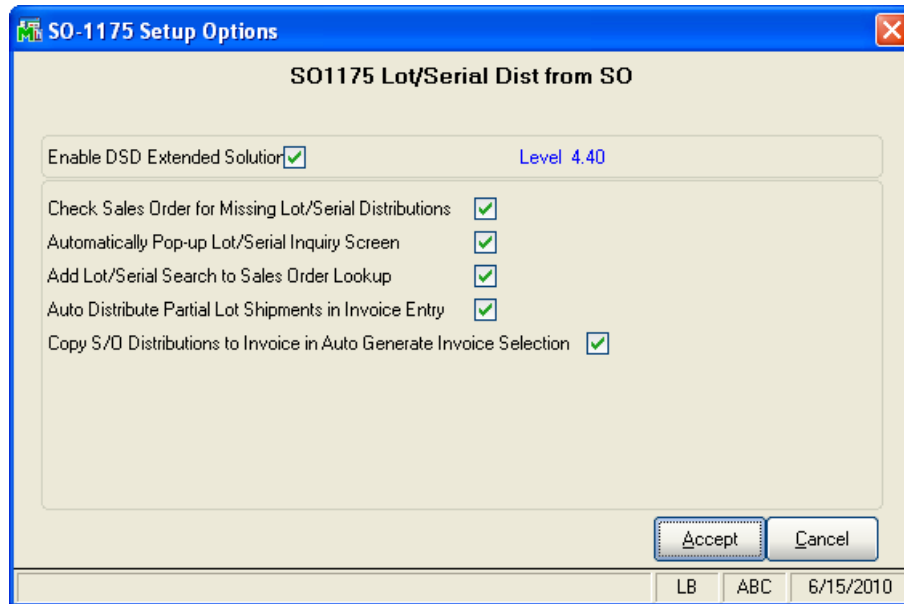 SO-1175 Setup Options
SO1175 Lot/Serial Dist from SO
Enable DSD Extended Solution Level 4.40
Check Sales Order for Missing Lot/Serial Distributions
Automatically Pop-up Lot/Serial Inquiry Screen
Add Lot/Serial Search to Sales Order Lookup
Auto Distribute Partial Lot Shipments in Invoice Entry
Copy S/O Distributions to Invoice in Auto Generate Invoice Selection
Accept Cancel
LB ABC 6/15/2010